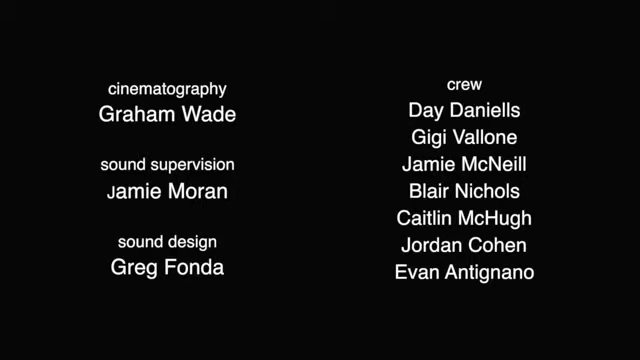 cinematography
Graham Wade
sound supervision
Jamie Moran
sound design
Greg Fonda
crew
Day Daniells
Gigi Vallone
Jamie McNeill
Blair Nichols
Caitlin McHugh
Jordan Cohen
Evan Antignano